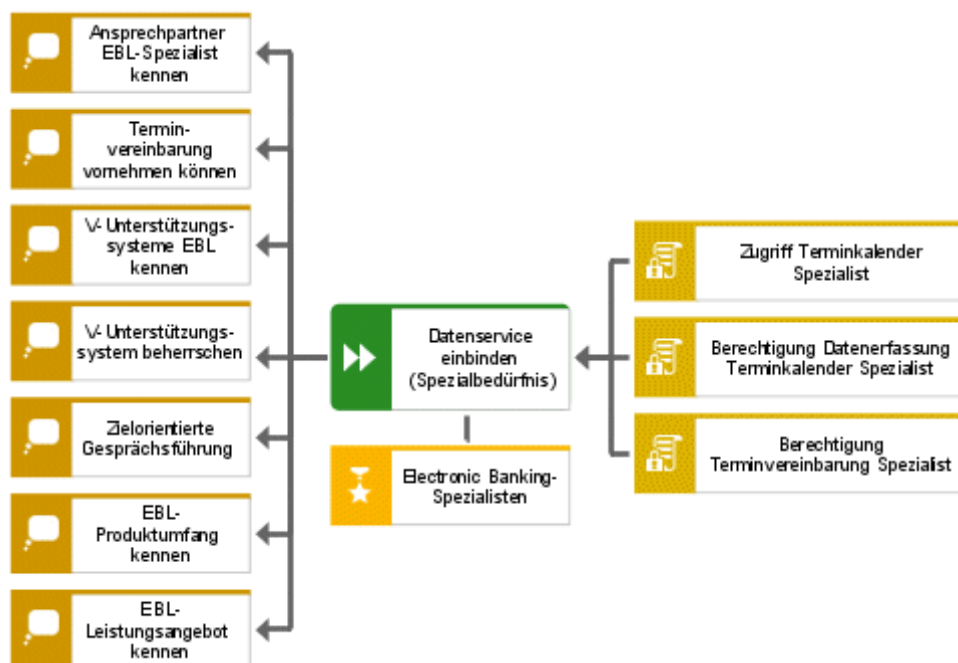 Ansprechpartner
EBL-Spezialist
kennen
Termin-
vereinbarung
vornehmen können
V-Unterstützungs-
systeme EBL
kennen
V-Unterstützungs-
system beherrschen
Zielorientierte
Gesprächsführung
EBL-
Produktumfang
kennen
EBL-
Leistungsangebot
kennen
Datenservice
einbinden
(Spezialbedürfnis)
Electronic Banking-
Spezialisten
Zugriff Terminkalender
Spezialist
Berechtigung Datenerfassung
Terminkalender Spezialist
Berechtigung
Terminvereinbarung Spezialist